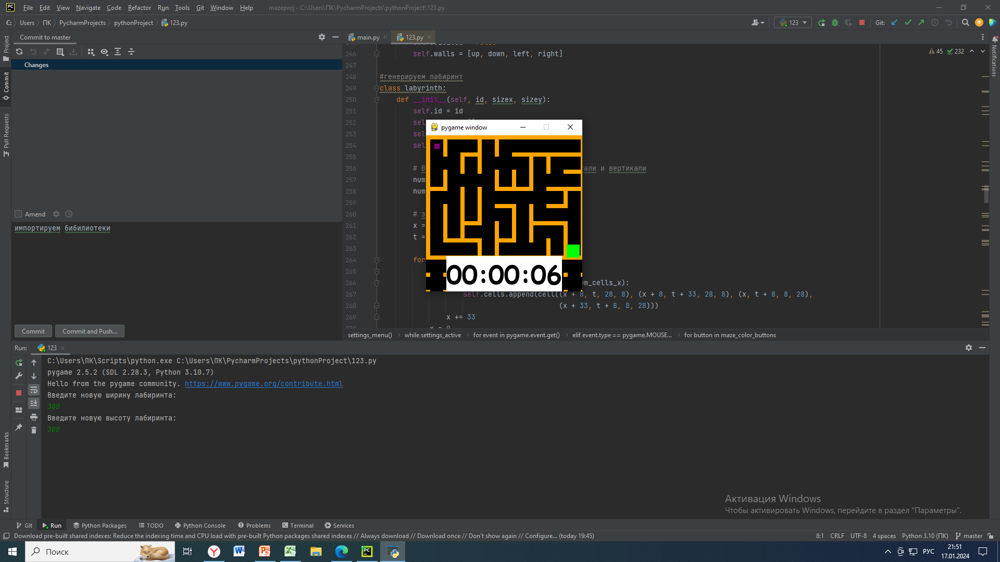 PC File Edit View Navigate Code Refactor Run Tools Git Window Help mazeproj - C:\Users\ПК\PycharmProjects\pythonProject\123.py
C: Users ПК PycharmProjects pythonProject 123.py 123 Git:
Project
Commit
Pull Requests
Bookmarks
Structure
Notifications
Commit to master
Changes
Amend
импортируем бибилиотеки
Commit Commit and Push...
main.py 123.py
45 232
246 self.walls = [up, down, left, right]
247
248 #генерируем лабиринт
249 class labyrinth:
250 def __init__(self, id, sizex, sizey):
251 self.id = id
252 sel
253 sel
254 sel
255
256 # В али и вертикали
257 num
258 num
259
260 # з
261 x =
262 t =
263
264 for
265
266 m_cells_x):
267 self.cells.append(cell((x + 8, t, 28, 8), (x + 8, t + 33, 28, 8), (x, t + 8, 8, 28),
268 (x + 33, t + 8, 8, 28)))
269 x += 33
pygame window
00:00:06
settings_menu() while settings_active for event in pygame.event.get() elif event.type == pygame.MOUSE... for button in maze_color_buttons
Run: 123
C:\Users\ПК\Scripts\python.exe C:\Users\ПК\PycharmProjects\pythonProject\123.py
pygame 2.5.2 (SDL 2.28.3, Python 3.10.7)
Hello from the pygame community. https://www.pygame.org/contribute.html
Введите новую ширину лабиринта:
300
Введите новую высоту лабиринта:
300
Активация Windows
Чтобы активировать Windows, перейдите в раздел "Параметры".
Git Run Python Packages TODO Python Console Problems Terminal Services
Download pre-built shared indexes: Reduce the indexing time and CPU load with pre-built Python packages shared indexes // Always download // Download once // Don't show again // Configure... (today 19:45) 8:1 CRLF UTF-8 4 spaces Python 3.10 (ПК) master
Поиск
РУС
21:51
17.01.2024